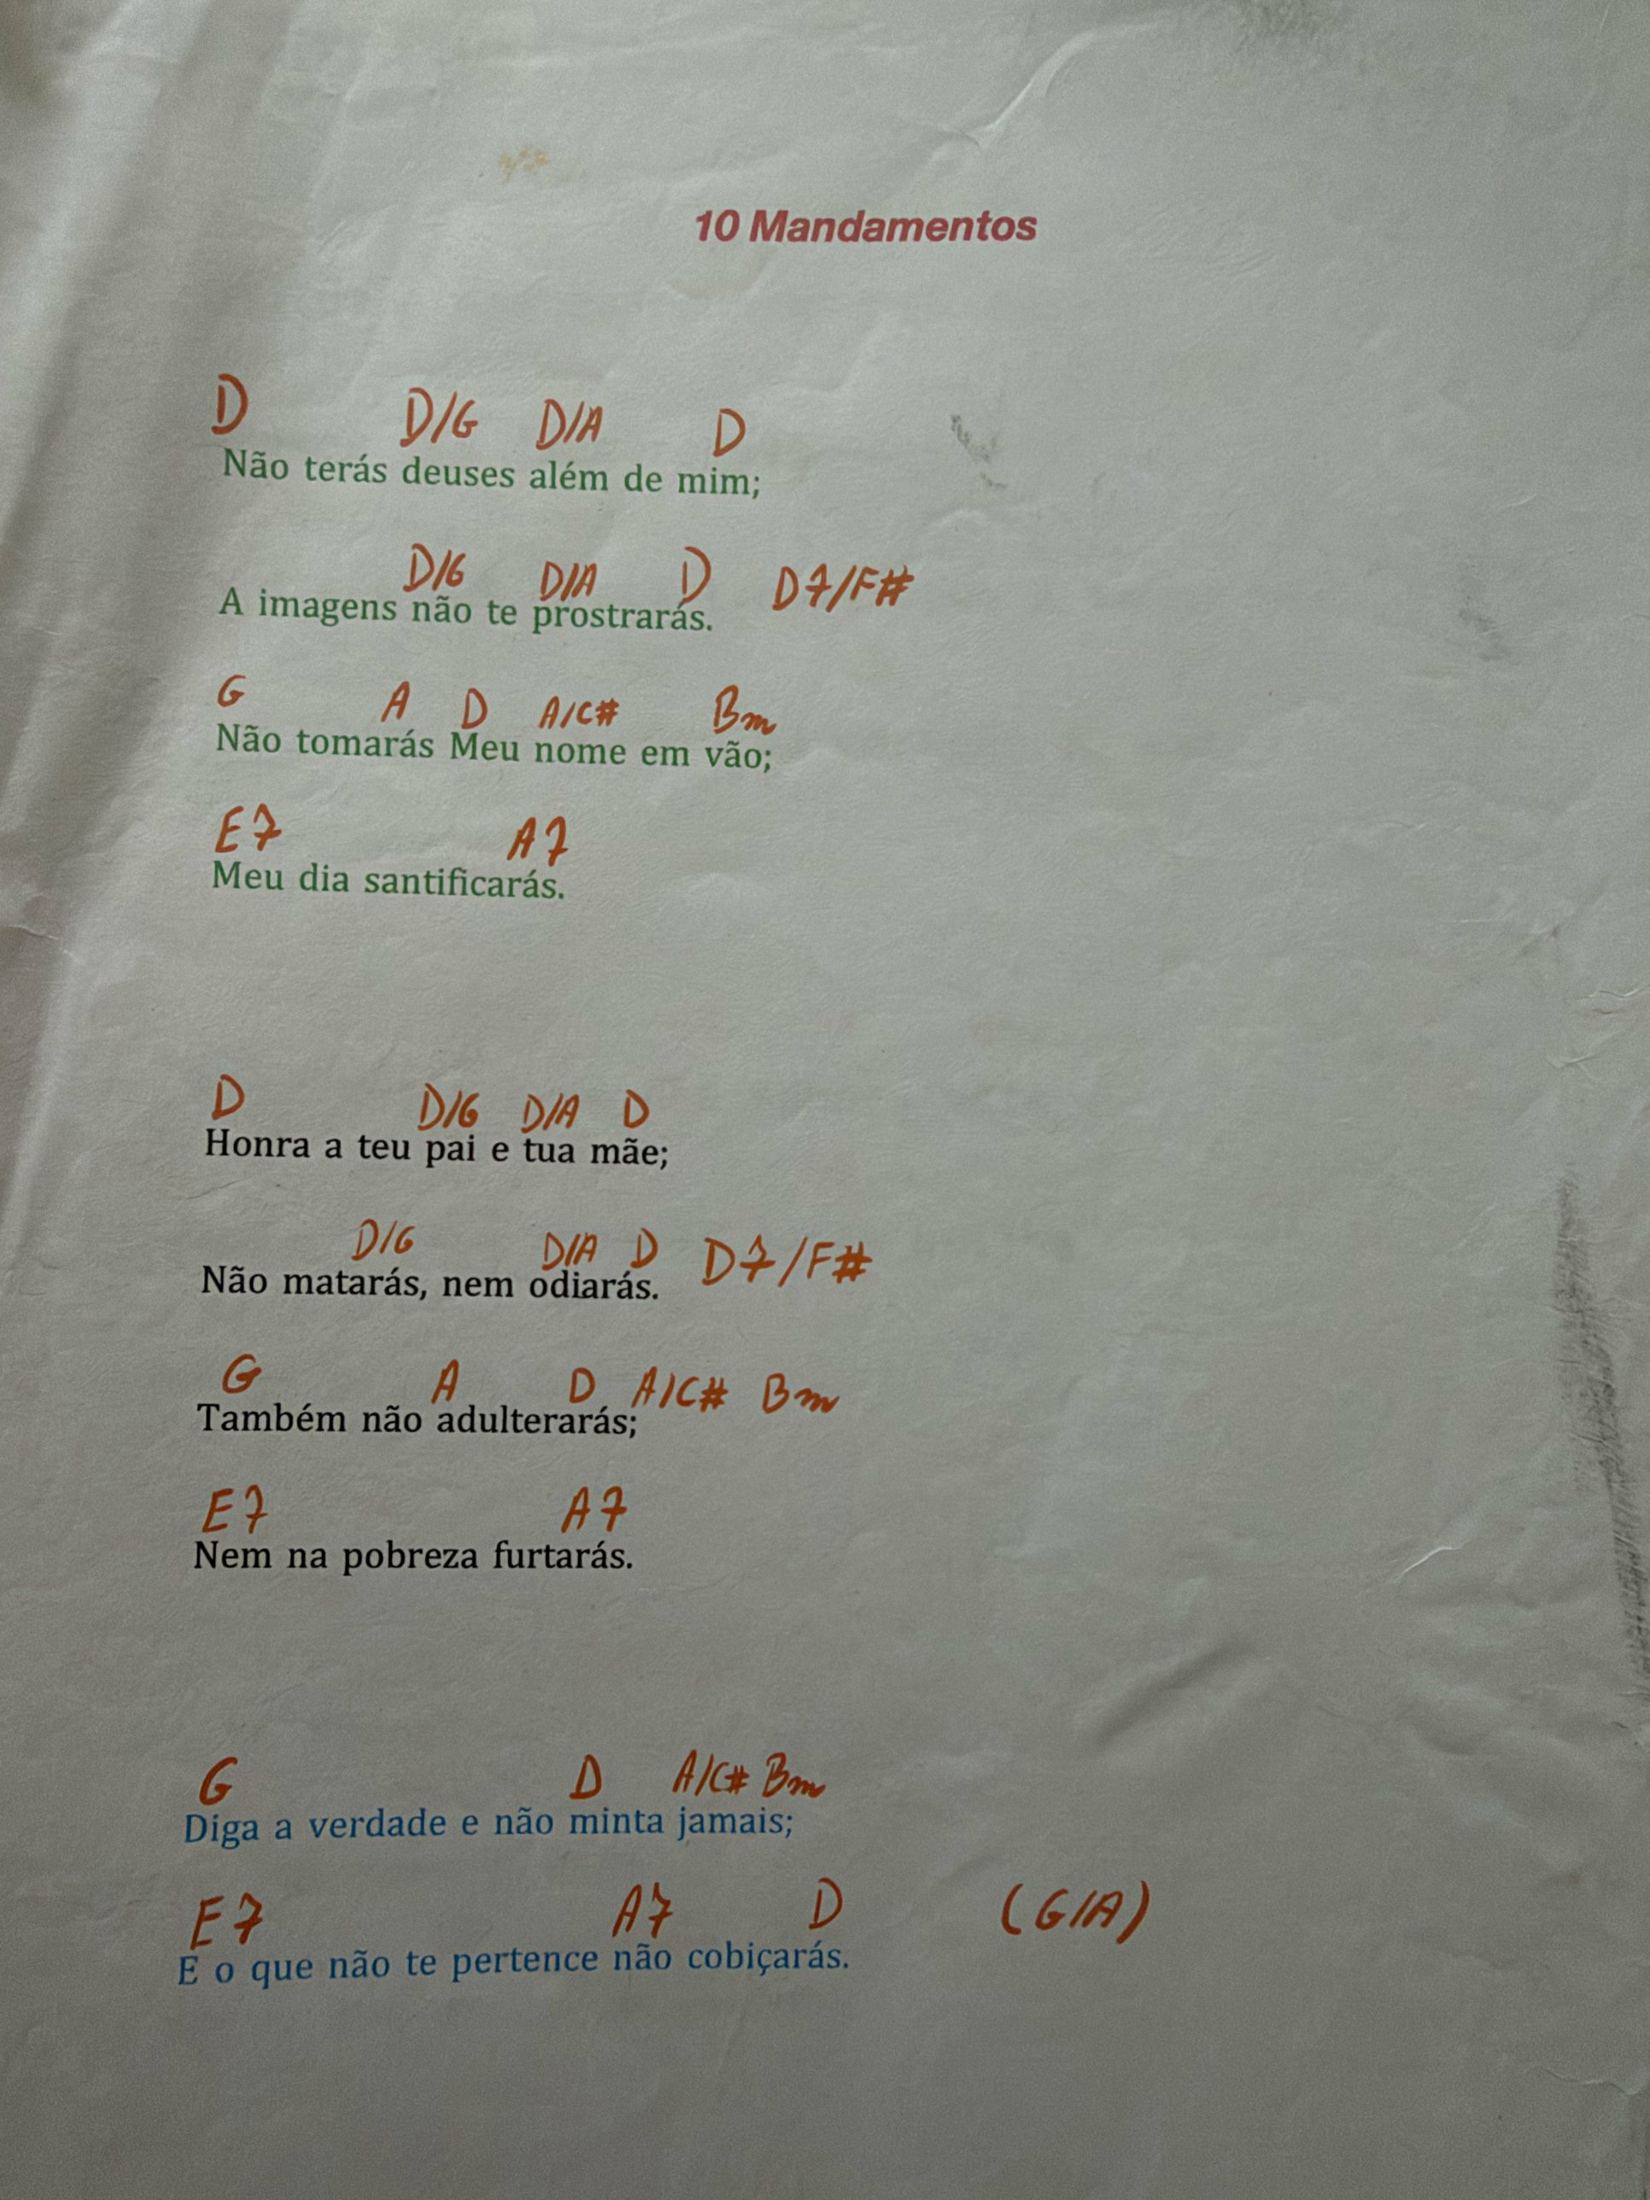 10 Mandamentos
D D/G D/A D
Não terás deuses além de mim;
D/G D/A D D7/F#
A imagens não te prostrarás.
G A D A/C# Bm
Não tomarás Meu nome em vão;
E7 A7
Meu dia santificarás.
D D/G D/A D
Honra a teu pai e tua mãe;
D/G D/A D D7/F#
Não matarás, nem odiarás.
G A D A/C# Bm
Também não adulterarás;
E7 A7
Nem na pobreza furtarás.
G D A/C# Bm
Diga a verdade e não minta jamais;
E7 A7 D (G/A)
E o que não te pertence não cobiçarás.